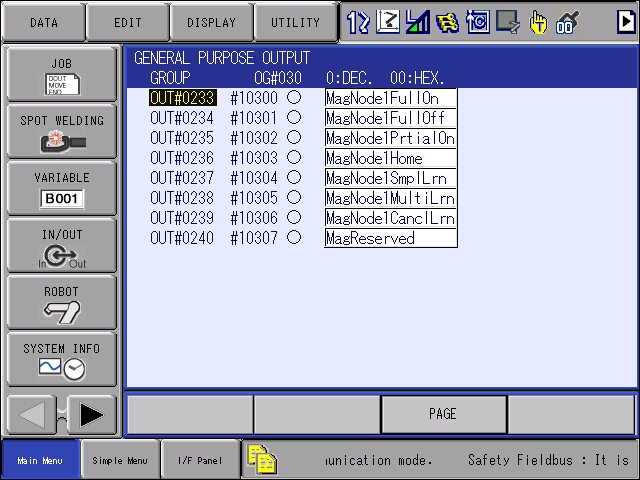 DATA EDIT DISPLAY UTILITY
JOB
DOUT
MOVE
END
SPOT WELDING
VARIABLE
B001
IN/OUT
In Out
ROBOT
SYSTEM INFO
GENERAL PURPOSE OUTPUT
GROUP OG#030 0:DEC. 00:HEX.
OUT#0233 #10300 MagNode1FullOn
OUT#0234 #10301 MagNode1FullOff
OUT#0235 #10302 MagNode1PrtialOn
OUT#0236 #10303 MagNode1Home
OUT#0237 #10304 MagNode1SmplLrn
OUT#0238 #10305 MagNode1MultiLrn
OUT#0239 #10306 MagNode1CanclLrn
OUT#0240 #10307 MagReserved
PAGE
Main Menu Simple Menu I/F Panel unication mode. Safety Fieldbus : It is